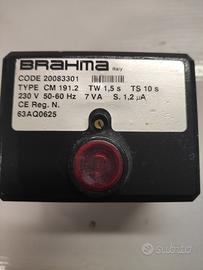 BRAHMA
Italy
CODE 20083301
TYPE CM 191.2 TW 1,5 s TS 10 s
230 V 50-60 Hz 7 VA S. 1,2 µA
CE Reg. N.
63AQ0625
subito